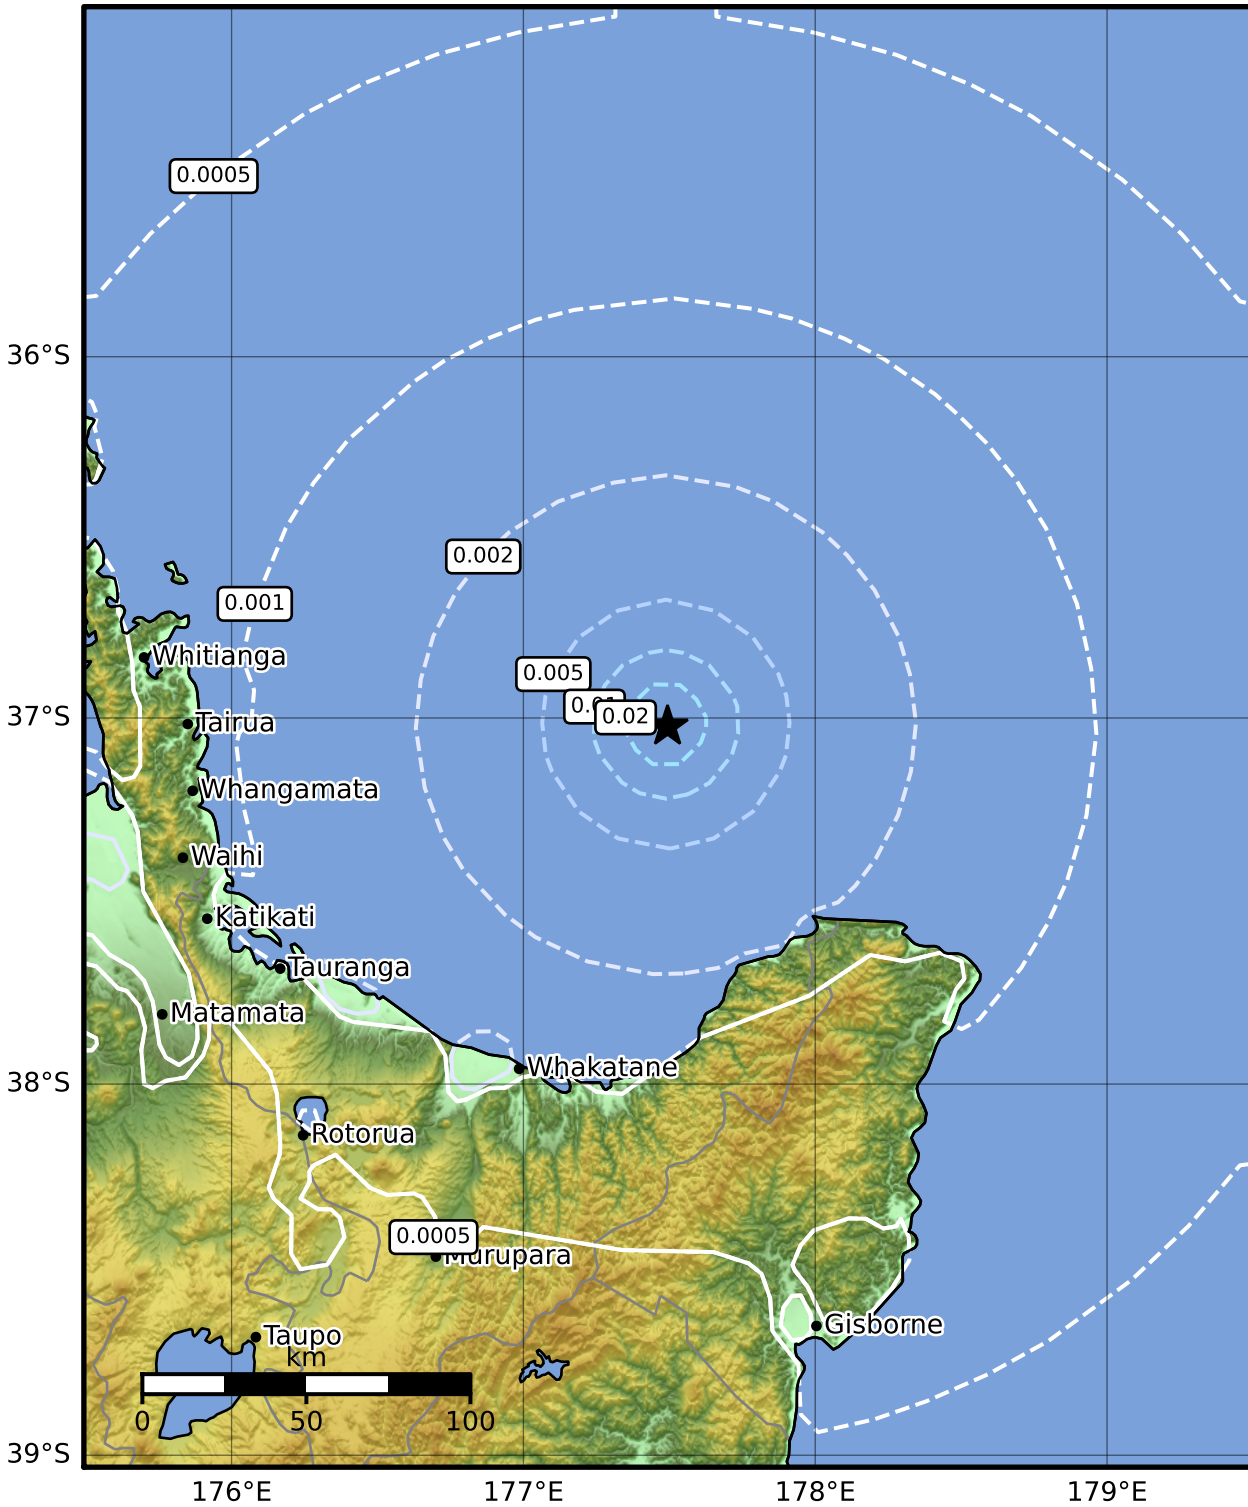 0.0005
36°S
0.002
0.001
Whitianga
0.005
0.02
37°S
Tairua
Whangamata
Waihi
Katikati
Tauranga
Matamata
Whakatane
38°S
Rotorua
0.0005
Murupara
Gisborne
Taupo
km
0 50 100
39°S
176°E 177°E 178°E 179°E